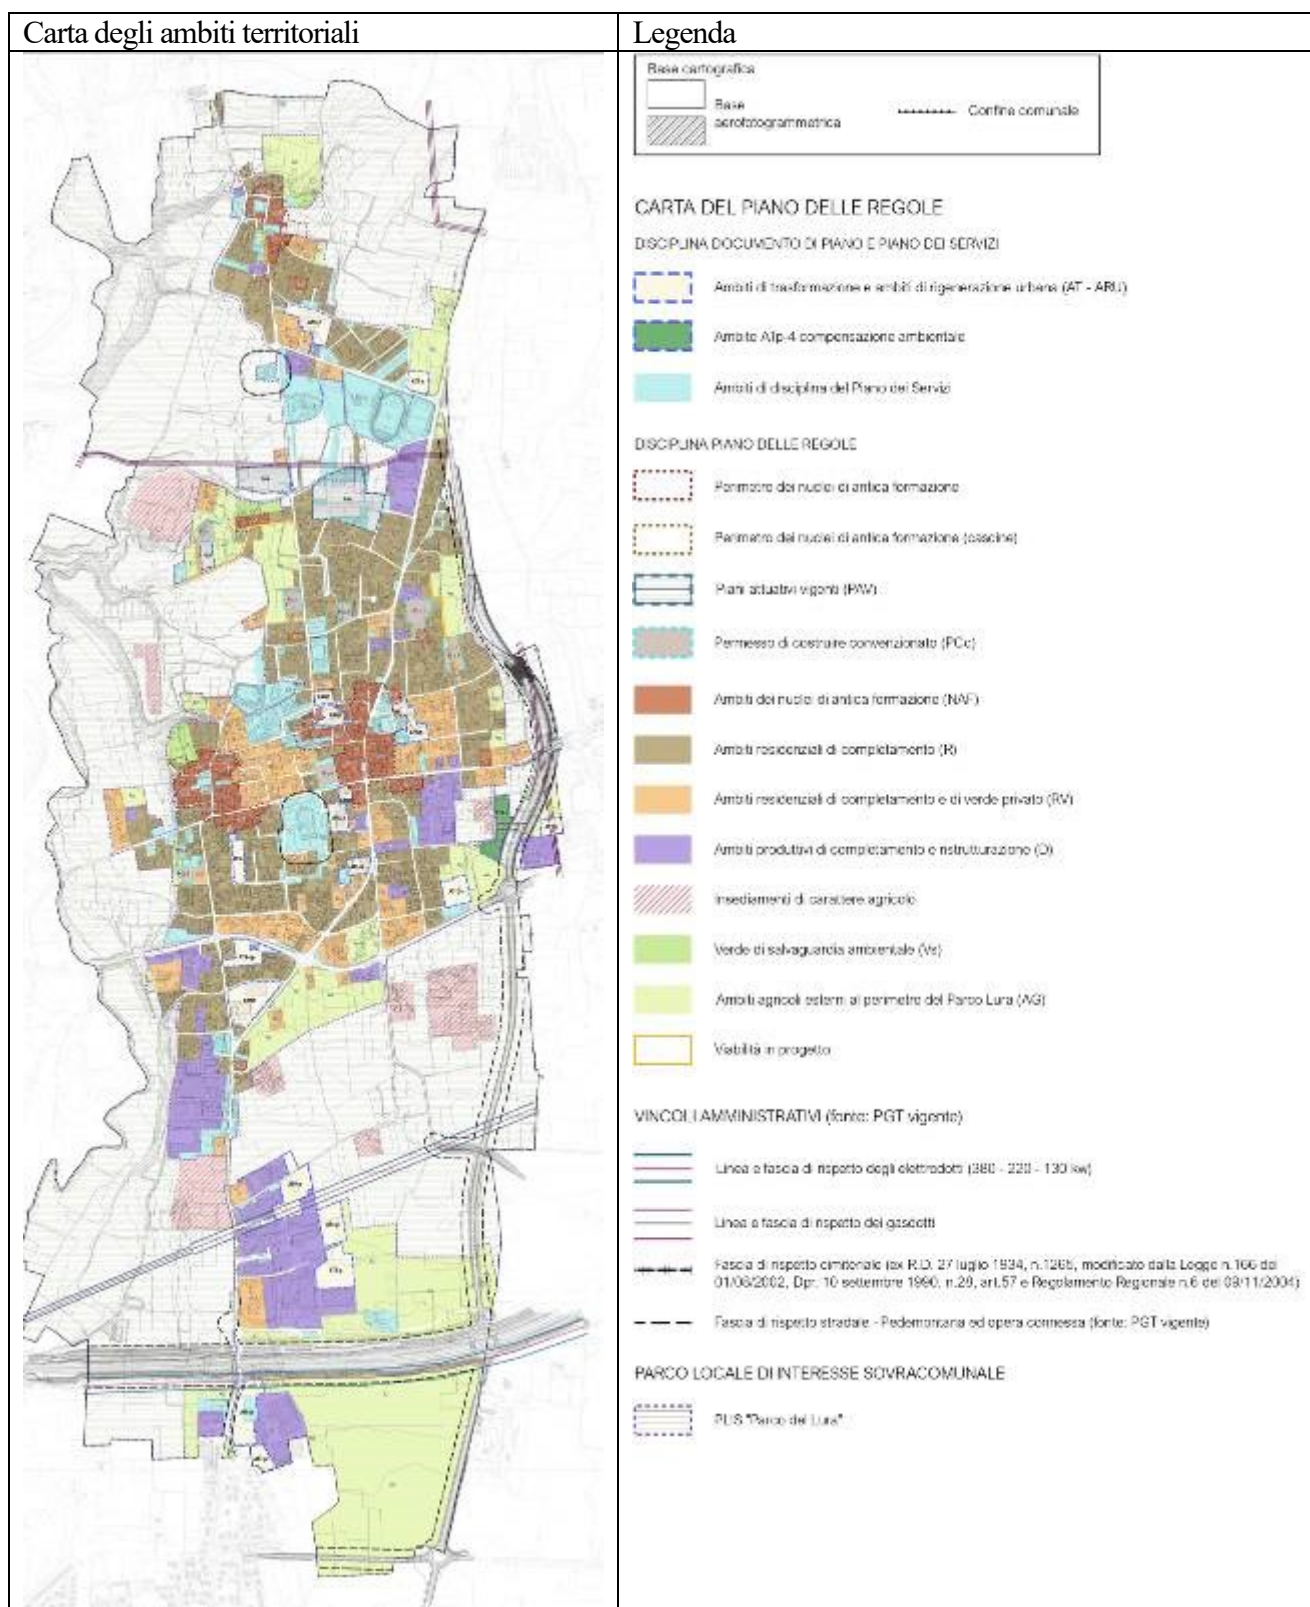 Carta degli ambiti territoriali
Legenda
Base cartografica
Base
aerofotogrammetrica
Confine comunale
CARTA DEL PIANO DELLE REGOLE
DISCIPLINA DOCUMENTO DI PIANO E PIANO DEI SERVIZI
Ambiti di trasformazione e ambiti di rigenerazione urbana (AT - ARU)
Ambito ATp-4 compensazione ambientale
Ambiti di disciplina del Piano dei Servizi
DISCIPLINA PIANO DELLE REGOLE
Perimetro dei nuclei di antica formazione
Perimetro dei nuclei di antica formazione (cascine)
Piani attuativi vigenti (PAV)
Permesso di costruire convenzionato (PCc)
Ambiti dei nuclei di antica formazione (NAF)
Ambiti residenziali di completamento (R)
Ambiti residenziali di completamento e di verde privato (RV)
Ambiti produttivi di completamento e ristrutturazione (D)
Insediamenti di carattere agricolo
Verde di salvaguardia ambientale (Vs)
Ambiti agricoli esterni al perimetro del Parco Lura (AG)
Viabilità in progetto
VINCOLI AMMINISTRATIVI (fonte: PGT vigente)
Linea e fascia di rispetto degli elettrodotti (380 - 220 - 130 kw)
Linea e fascia di rispetto dei gasdotti
Fascia di rispetto cimiteriale (ex R.D. 27 luglio 1934, n.1265, modificato dalla Legge n.166 del
01/08/2002, Dpr. 10 settembre 1990, n.28, art.57 e Regolamento Regionale n.6 del 09/11/2004)
Fascia di rispetto stradale - Pedemontana ed opera connessa (fonte: PGT vigente)
PARCO LOCALE DI INTERESSE SOVRACOMUNALE
PLIS "Parco del Lura"